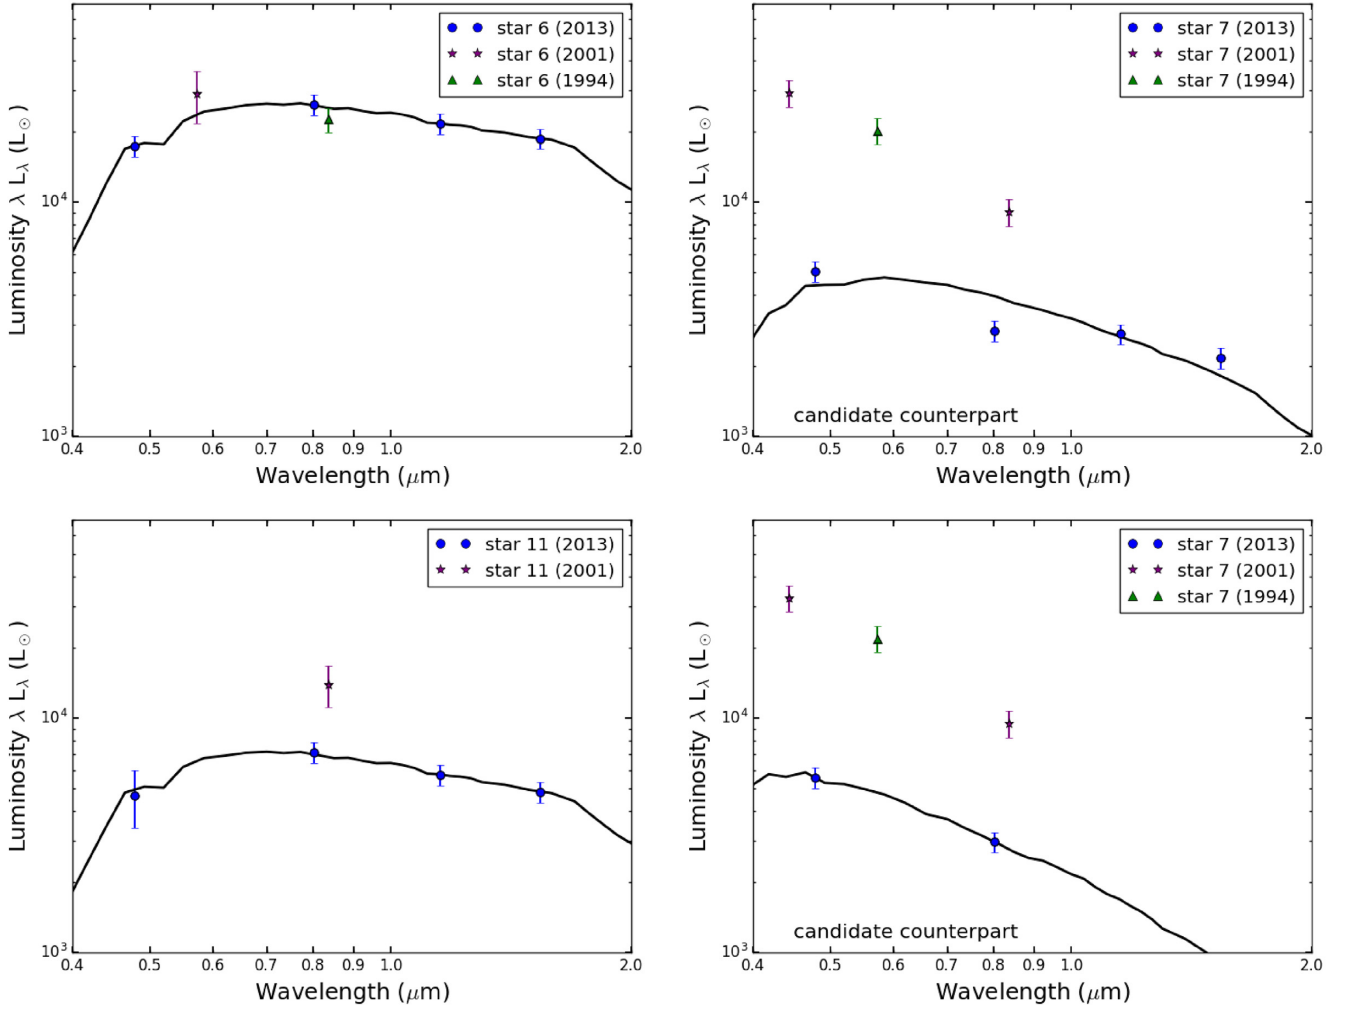 star 6 (2013)
star 6 (2001)
star 6 (1994)
Luminosity λ L_λ (L_☉)
10^4
10^3
0.4 0.5 0.6 0.7 0.8 0.9 1.0 2.0
Wavelength (μm)
star 7 (2013)
star 7 (2001)
star 7 (1994)
Luminosity λ L_λ (L_☉)
10^4
10^3
candidate counterpart
0.4 0.5 0.6 0.7 0.8 0.9 1.0 2.0
Wavelength (μm)
star 11 (2013)
star 11 (2001)
Luminosity λ L_λ (L_☉)
10^4
10^3
0.4 0.5 0.6 0.7 0.8 0.9 1.0 2.0
Wavelength (μm)
star 7 (2013)
star 7 (2001)
star 7 (1994)
Luminosity λ L_λ (L_☉)
10^4
10^3
candidate counterpart
0.4 0.5 0.6 0.7 0.8 0.9 1.0 2.0
Wavelength (μm)